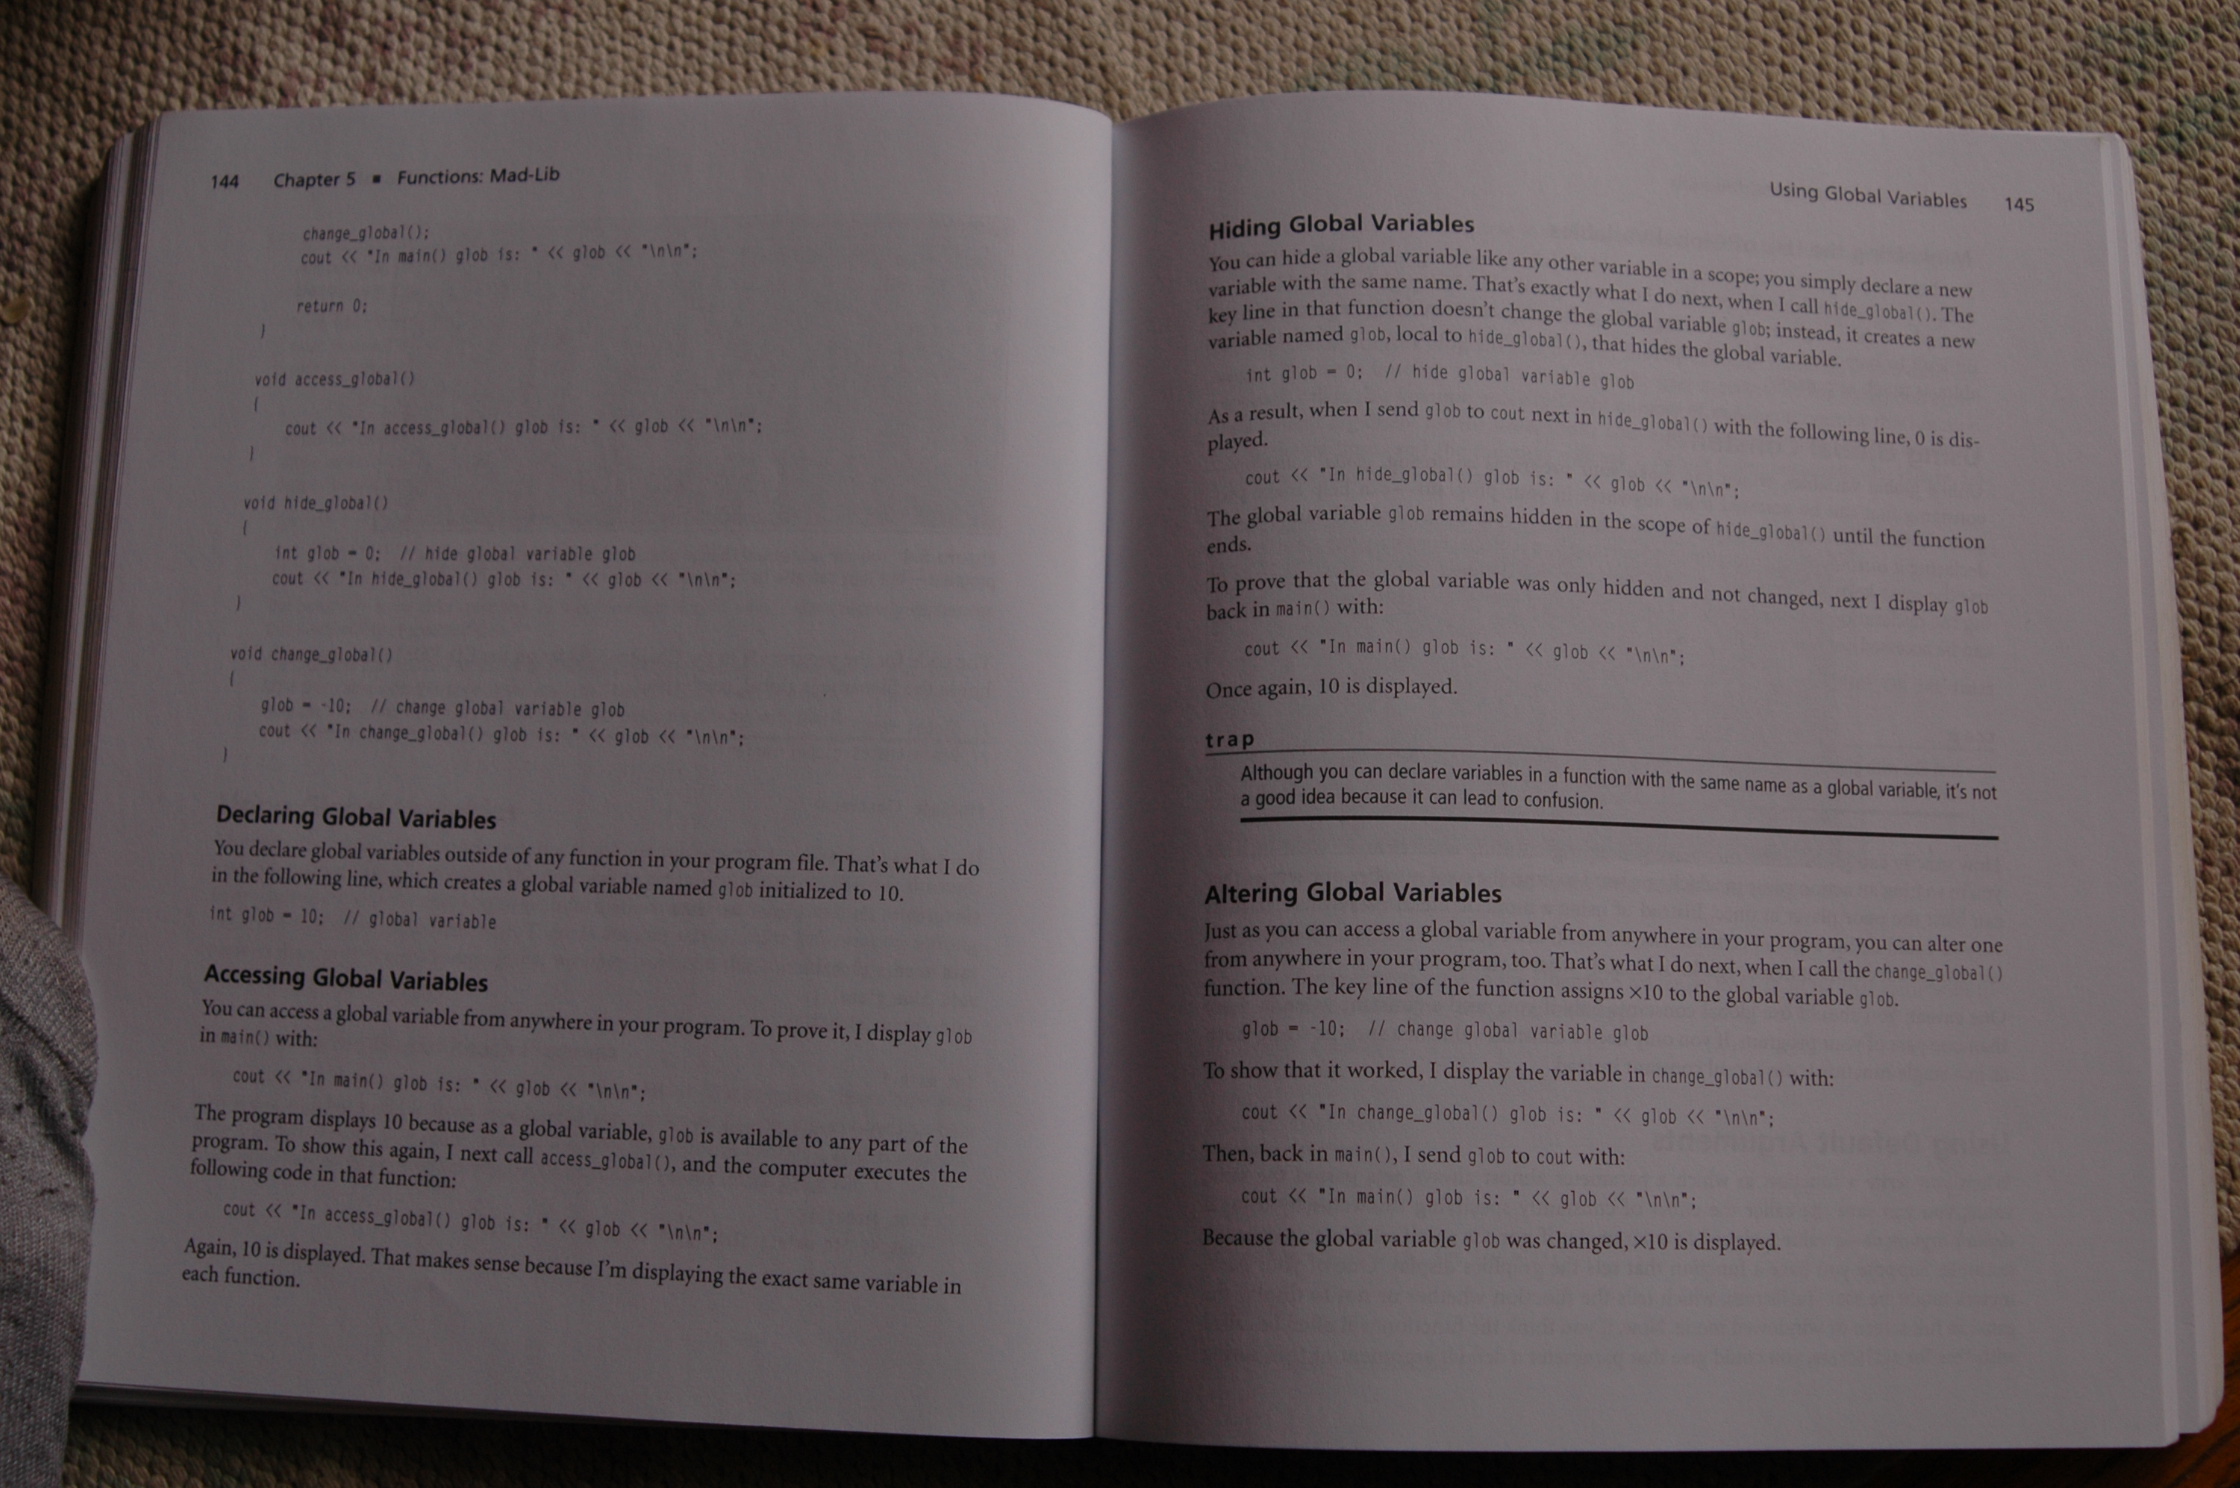 144 Chapter 5 ▪ Functions: Mad-Lib
change_global();
cout << "In main() glob is: " << glob << "\n\n";
return 0;
}
void access_global()
{
cout << "In access_global() glob is: " << glob << "\n\n";
}
void hide_global()
{
int glob = 0; // hide global variable glob
cout << "In hide_global() glob is: " << glob << "\n\n";
}
void change_global()
{
glob = -10; // change global variable glob
cout << "In change_global() glob is: " << glob << "\n\n";
}
Declaring Global Variables
You declare global variables outside of any function in your program file. That's what I do
in the following line, which creates a global variable named glob initialized to 10.
int glob = 10; // global variable
Accessing Global Variables
You can access a global variable from anywhere in your program. To prove it, I display glob
in main() with:
cout << "In main() glob is: " << glob << "\n\n";
The program displays 10 because as a global variable, glob is available to any part of the
program. To show this again, I next call access_global(), and the computer executes the
following code in that function:
cout << "In access_global() glob is: " << glob << "\n\n";
Again, 10 is displayed. That makes sense because I'm displaying the exact same variable in
each function.
Using Global Variables 145
Hiding Global Variables
You can hide a global variable like any other variable in a scope; you simply declare a new
variable with the same name. That's exactly what I do next, when I call hide_global(). The
key line in that function doesn't change the global variable glob; instead, it creates a new
variable named glob, local to hide_global(), that hides the global variable.
int glob = 0; // hide global variable glob
As a result, when I send glob to cout next in hide_global() with the following line, 0 is dis-
played.
cout << "In hide_global() glob is: " << glob << "\n\n";
The global variable glob remains hidden in the scope of hide_global() until the function
ends.
To prove that the global variable was only hidden and not changed, next I display glob
back in main() with:
cout << "In main() glob is: " << glob << "\n\n";
Once again, 10 is displayed.
trap
Although you can declare variables in a function with the same name as a global variable, it's not
a good idea because it can lead to confusion.
Altering Global Variables
Just as you can access a global variable from anywhere in your program, you can alter one
from anywhere in your program, too. That's what I do next, when I call the change_global()
function. The key line of the function assigns ×10 to the global variable glob.
glob = -10; // change global variable glob
To show that it worked, I display the variable in change_global() with:
cout << "In change_global() glob is: " << glob << "\n\n";
Then, back in main(), I send glob to cout with:
cout << "In main() glob is: " << glob << "\n\n";
Because the global variable glob was changed, ×10 is displayed.